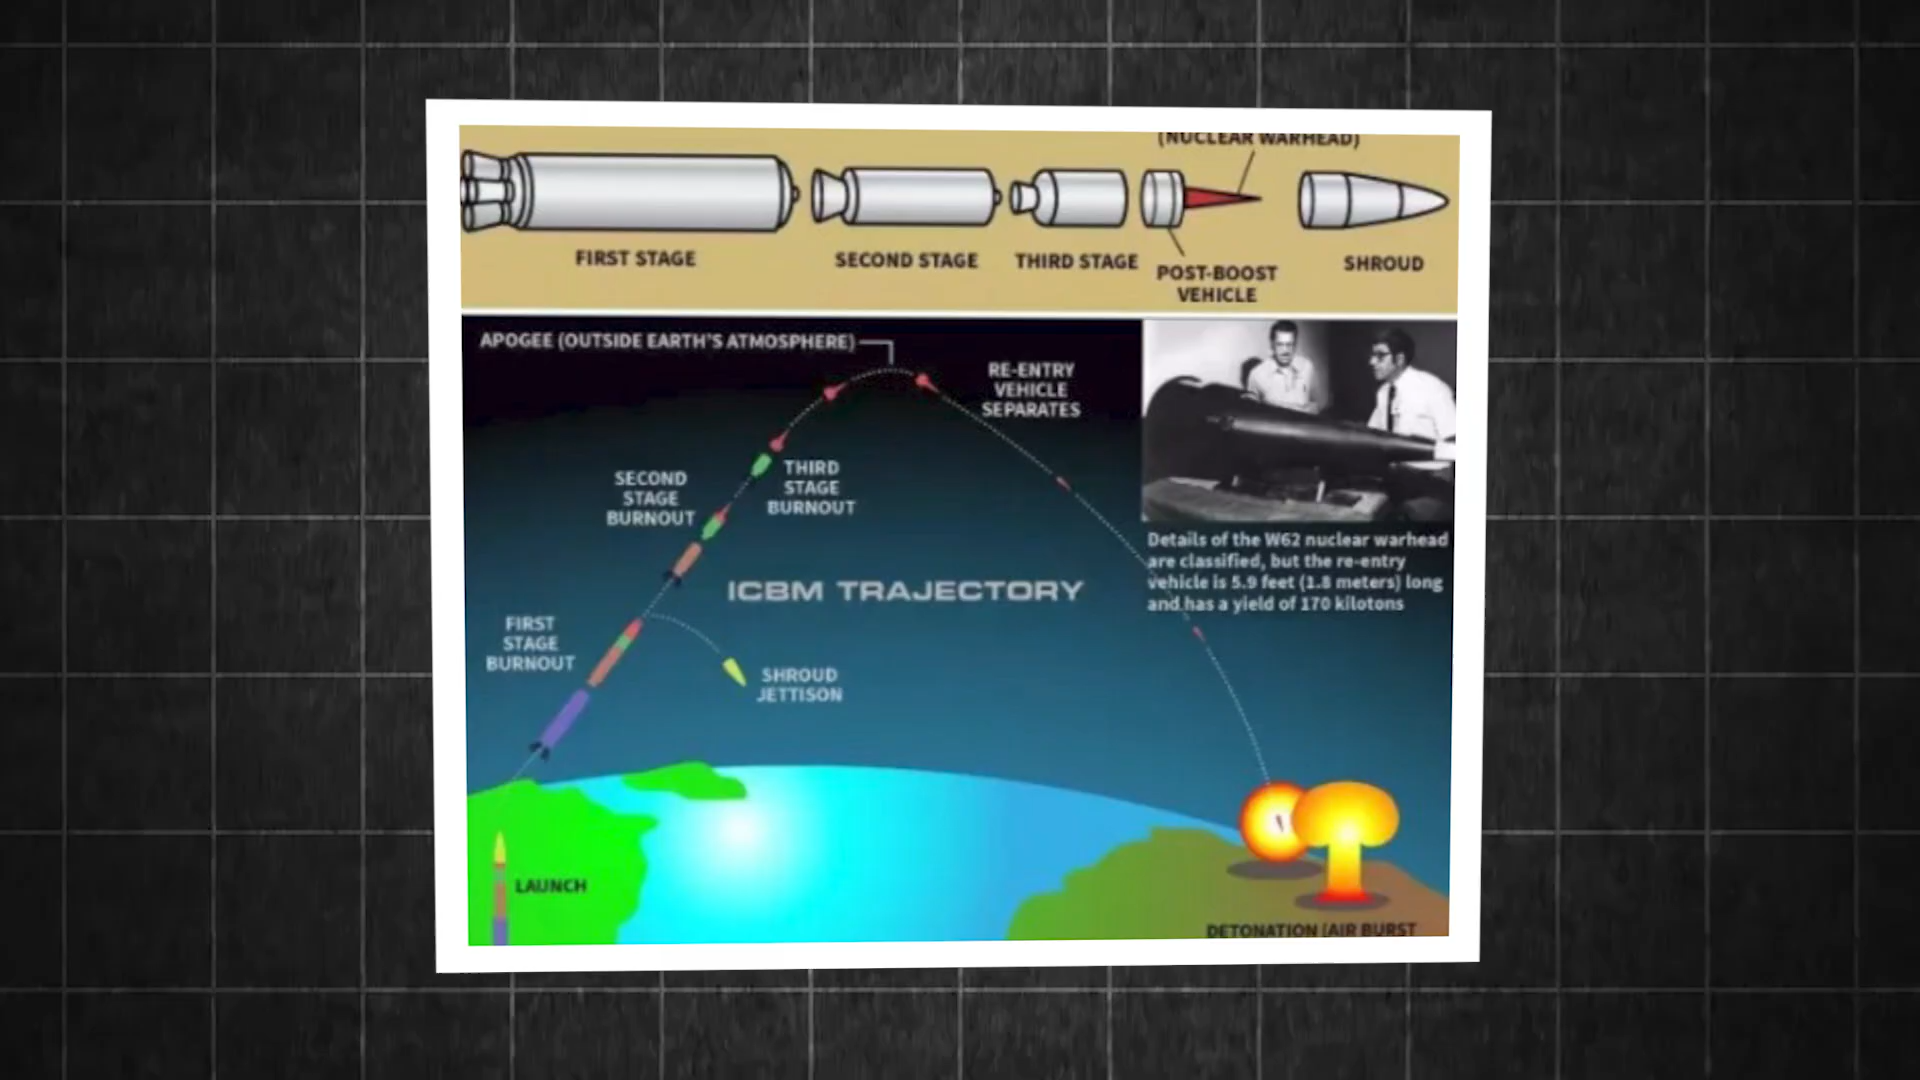 (NUCLEAR WARHEAD)
FIRST STAGE
SECOND STAGE
THIRD STAGE
POST-BOOST
VEHICLE
SHROUD
APOGEE (OUTSIDE EARTH'S ATMOSPHERE)
RE-ENTRY
VEHICLE
SEPARATES
SECOND
STAGE
BURNOUT
THIRD
STAGE
BURNOUT
Details of the W62 nuclear warhead
are classified, but the re-entry
vehicle is 5.9 feet (1.8 meters) long
and has a yield of 170 kilotons
ICBM TRAJECTORY
FIRST
STAGE
BURNOUT
SHROUD
JETTISON
LAUNCH
DETONATION (AIR BURST